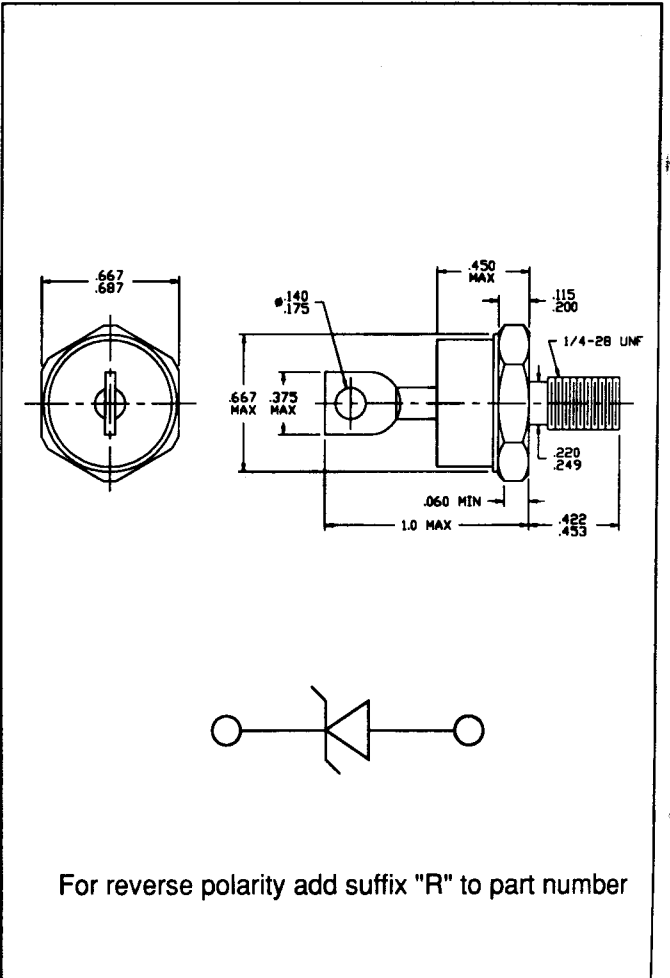 .667
.687
ø.140
.175
.450
MAX
.115
.200
1/4-28 UNF
.667
MAX
.375
MAX
.220
.249
.060 MIN
1.0 MAX
.422
.453
For reverse polarity add suffix "R" to part number